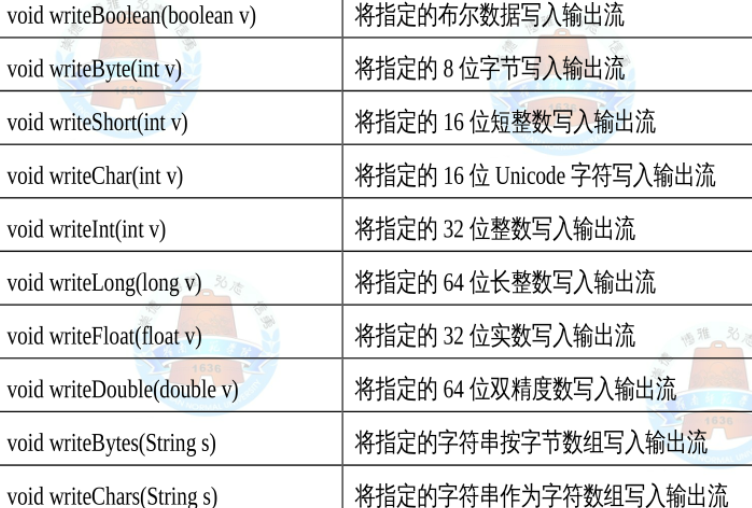 void writeBoolean(boolean v) 将指定的布尔数据写入输出流
void writeByte(int v) 将指定的 8 位字节写入输出流
void writeShort(int v) 将指定的 16 位短整数写入输出流
void writeChar(int v) 将指定的 16 位 Unicode 字符写入输出流
void writeInt(int v) 将指定的 32 位整数写入输出流
void writeLong(long v) 将指定的 64 位长整数写入输出流
void writeFloat(float v) 将指定的 32 位实数写入输出流
void writeDouble(double v) 将指定的 64 位双精度数写入输出流
void writeBytes(String s) 将指定的字符串按字节数组写入输出流
void writeChars(String s) 将指定的字符串作为字符数组写入输出流